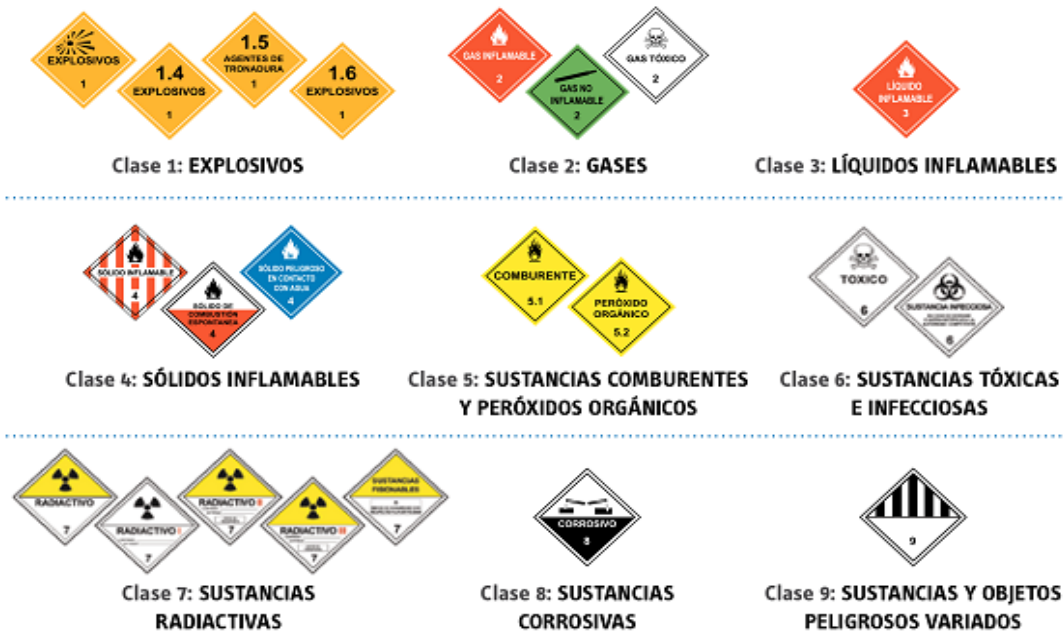 EXPLOSIVOS
1
1.4
EXPLOSIVOS
1
1.5
AGENTES DE
TRONADURA
1
1.6
EXPLOSIVOS
1
Clase 1: EXPLOSIVOS
GAS INFLAMABLE
2
GAS NO
INFLAMABLE
2
GAS TÓXICO
2
Clase 2: GASES
LÍQUIDO
INFLAMABLE
3
Clase 3: LÍQUIDOS INFLAMABLES
SÓLIDO INFLAMABLE
4
SÓLIDO DE
COMBUSTIÓN
ESPONTANEA
4
SÓLIDO PELIGROSO
EN CONTACTO
CON AGUA
4
Clase 4: SÓLIDOS INFLAMABLES
COMBURENTE
5.1
PERÓXIDO
ORGÁNICO
5.2
Clase 5: SUSTANCIAS COMBURENTES
Y PERÓXIDOS ORGÁNICOS
TOXICO
6
SUSTANCIA INFECCIOSA
6
Clase 6: SUSTANCIAS TÓXICAS
E INFECCIOSAS
RADIACTIVO
7
RADIACTIVO I
7
RADIACTIVO II
7
RADIACTIVO III
7
SUSTANCIAS
FISIONABLES
7
Clase 7: SUSTANCIAS
RADIACTIVAS
CORROSIVO
8
Clase 8: SUSTANCIAS
CORROSIVAS
9
Clase 9: SUSTANCIAS Y OBJETOS
PELIGROSOS VARIADOS